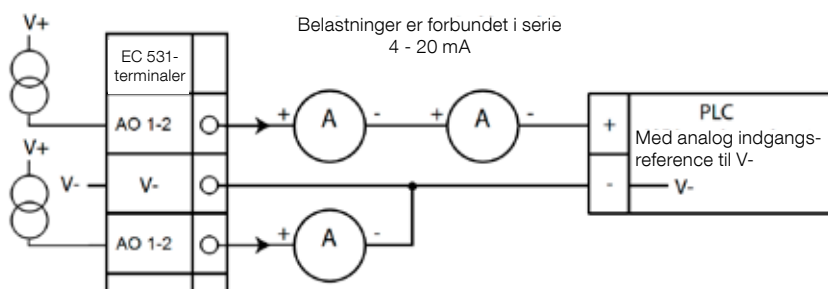 V+
Belastninger er forbundet i serie
4 - 20 mA
EC 531-
terminaler
AO 1-2
+ A - + A -
+
PLC
Med analog indgangs-
reference til V-
V+
V- V-
- V-
AO 1-2
+ A -